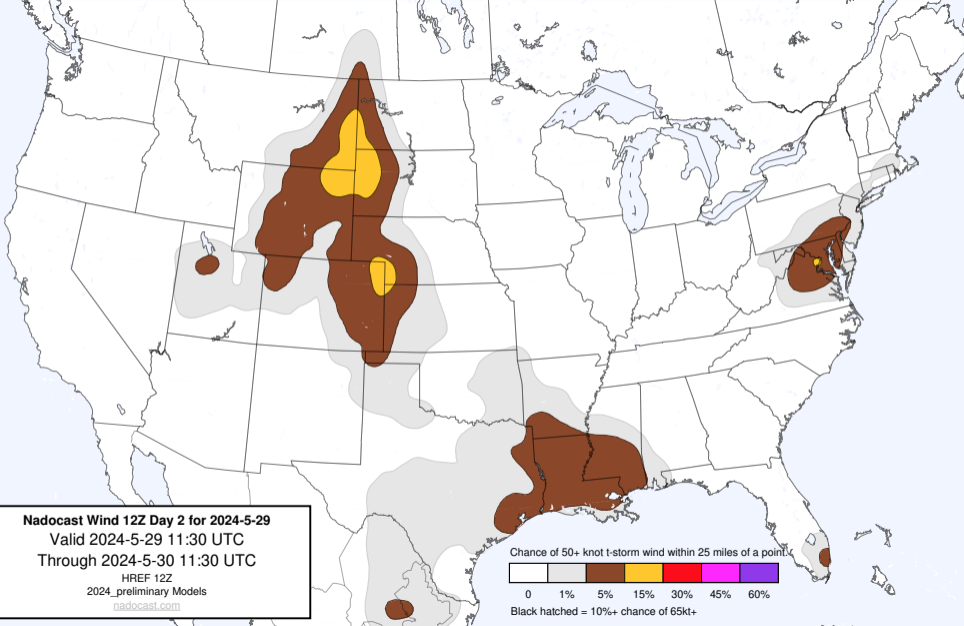 Nadocast Wind 12Z Day 2 for 2024-5-29
Valid 2024-5-29 11:30 UTC
Through 2024-5-30 11:30 UTC
HREF 12Z
2024_preliminary Models
nadocast.com
Chance of 50+ knot t-storm wind within 25 miles of a point.
0 1% 5% 15% 30% 45% 60%
Black hatched = 10%+ chance of 65kt+